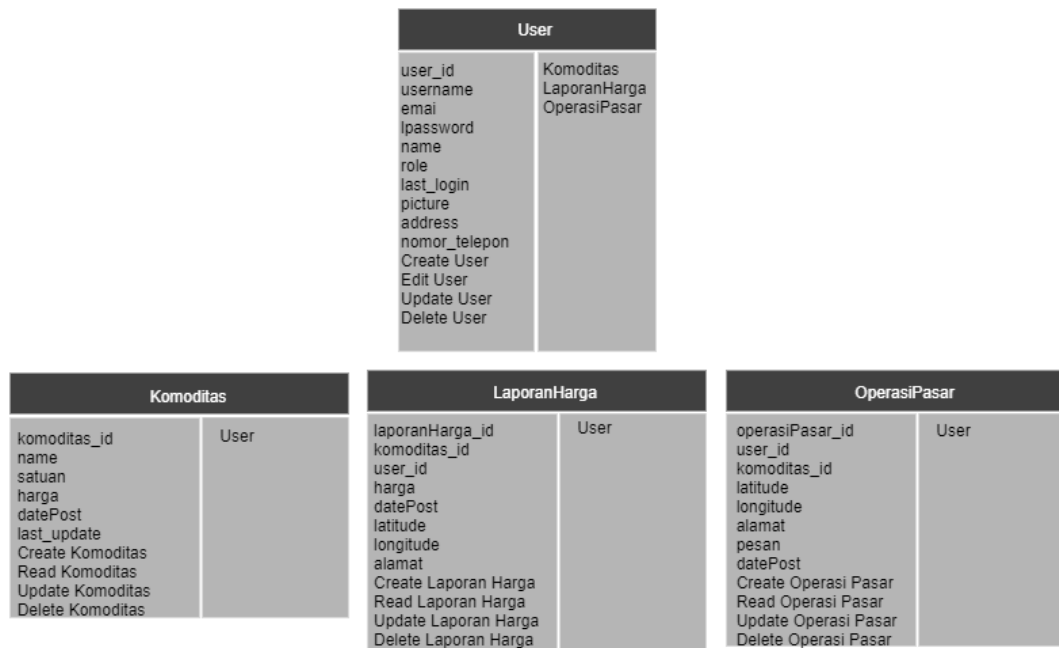 User
user_id
username
emai
lpassword
name
role
last_login
picture
address
nomor_telepon
Create User
Edit User
Update User
Delete User
Komoditas
LaporanHarga
OperasiPasar
Komoditas
komoditas_id
name
satuan
harga
datePost
last_update
Create Komoditas
Read Komoditas
Update Komoditas
Delete Komoditas
User
LaporanHarga
laporanHarga_id
komoditas_id
user_id
harga
datePost
latitude
longitude
alamat
Create Laporan Harga
Read Laporan Harga
Update Laporan Harga
Delete Laporan Harga
User
OperasiPasar
operasiPasar_id
user_id
komoditas_id
latitude
longitude
alamat
pesan
datePost
Create Operasi Pasar
Read Operasi Pasar
Update Operasi Pasar
Delete Operasi Pasar
User